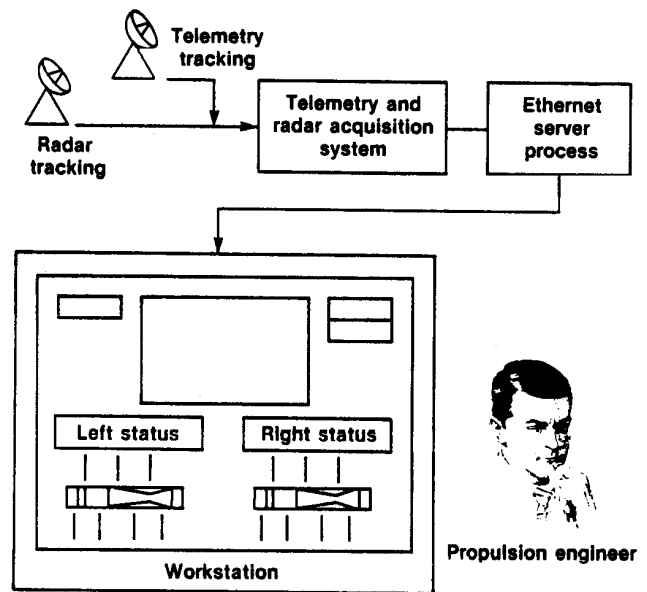 Telemetry
tracking
Radar
tracking
Telemetry and
radar acquisition
system
Ethernet
server
process
Left status
Right status
Workstation
Propulsion engineer